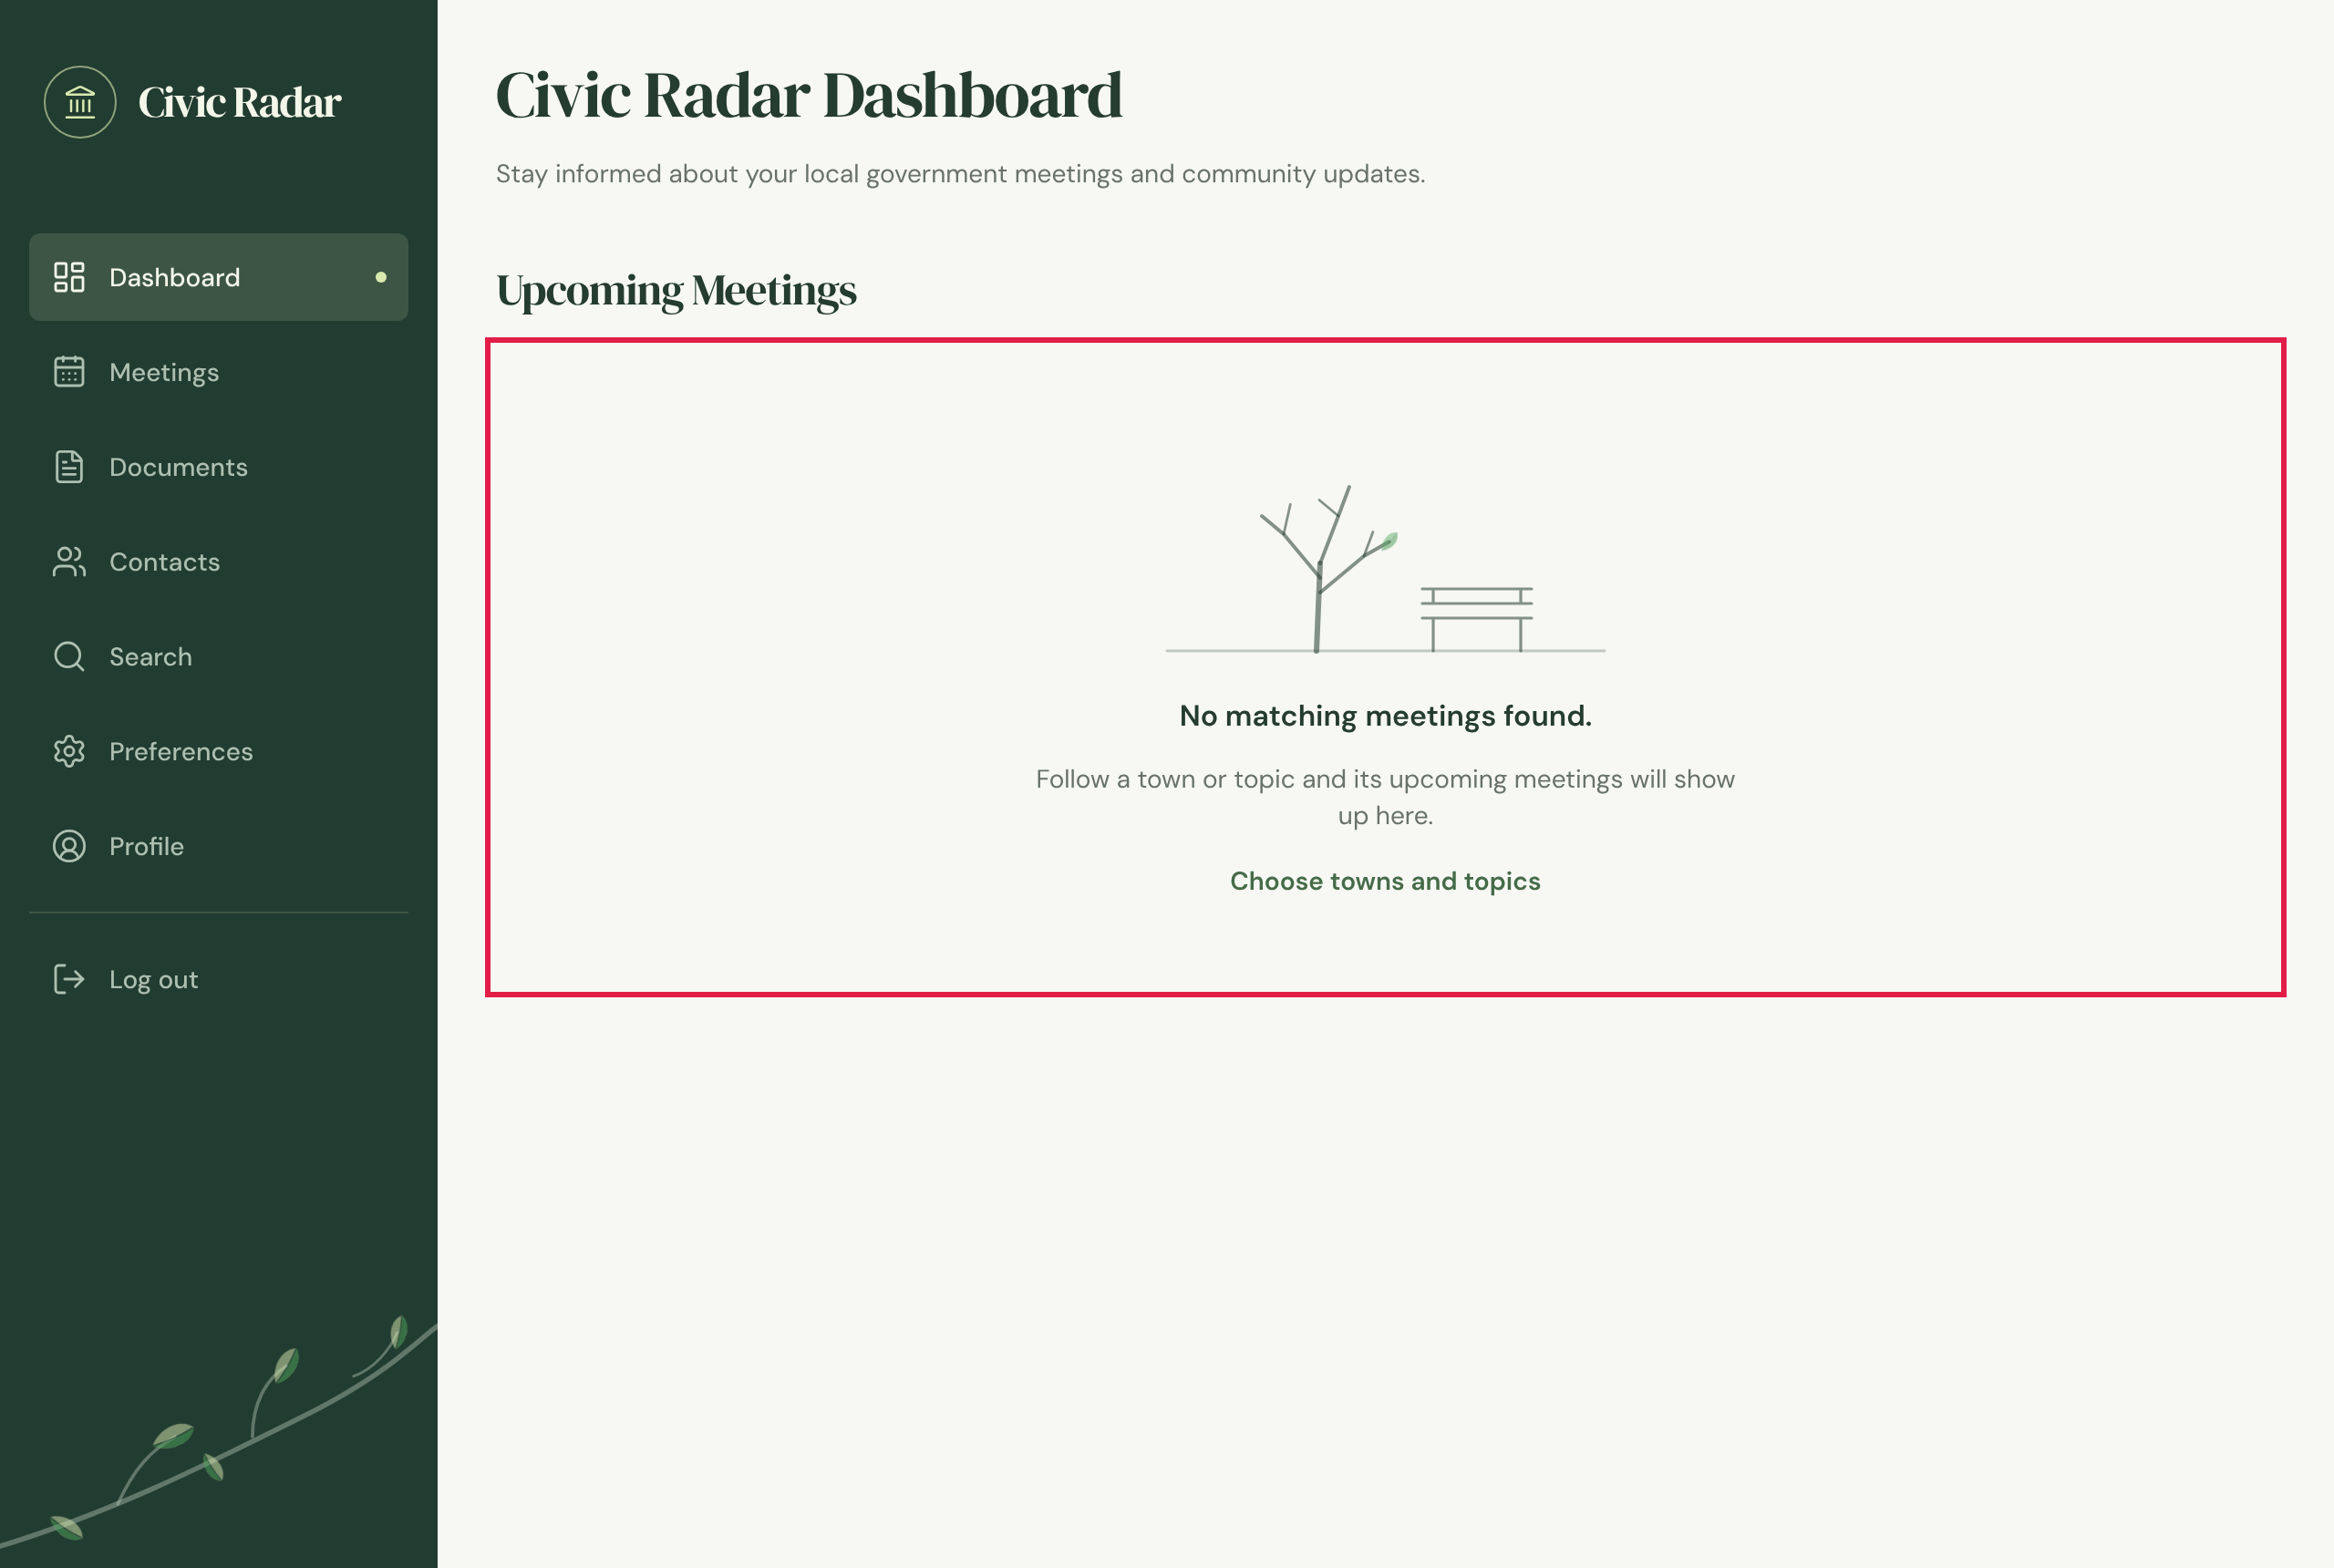 Civic Radar
Dashboard
Meetings
Documents
Contacts
Search
Preferences
Profile
Log out
Civic Radar Dashboard
Stay informed about your local government meetings and community updates.
Upcoming Meetings
No matching meetings found.
Follow a town or topic and its upcoming meetings will show
up here.
Choose towns and topics